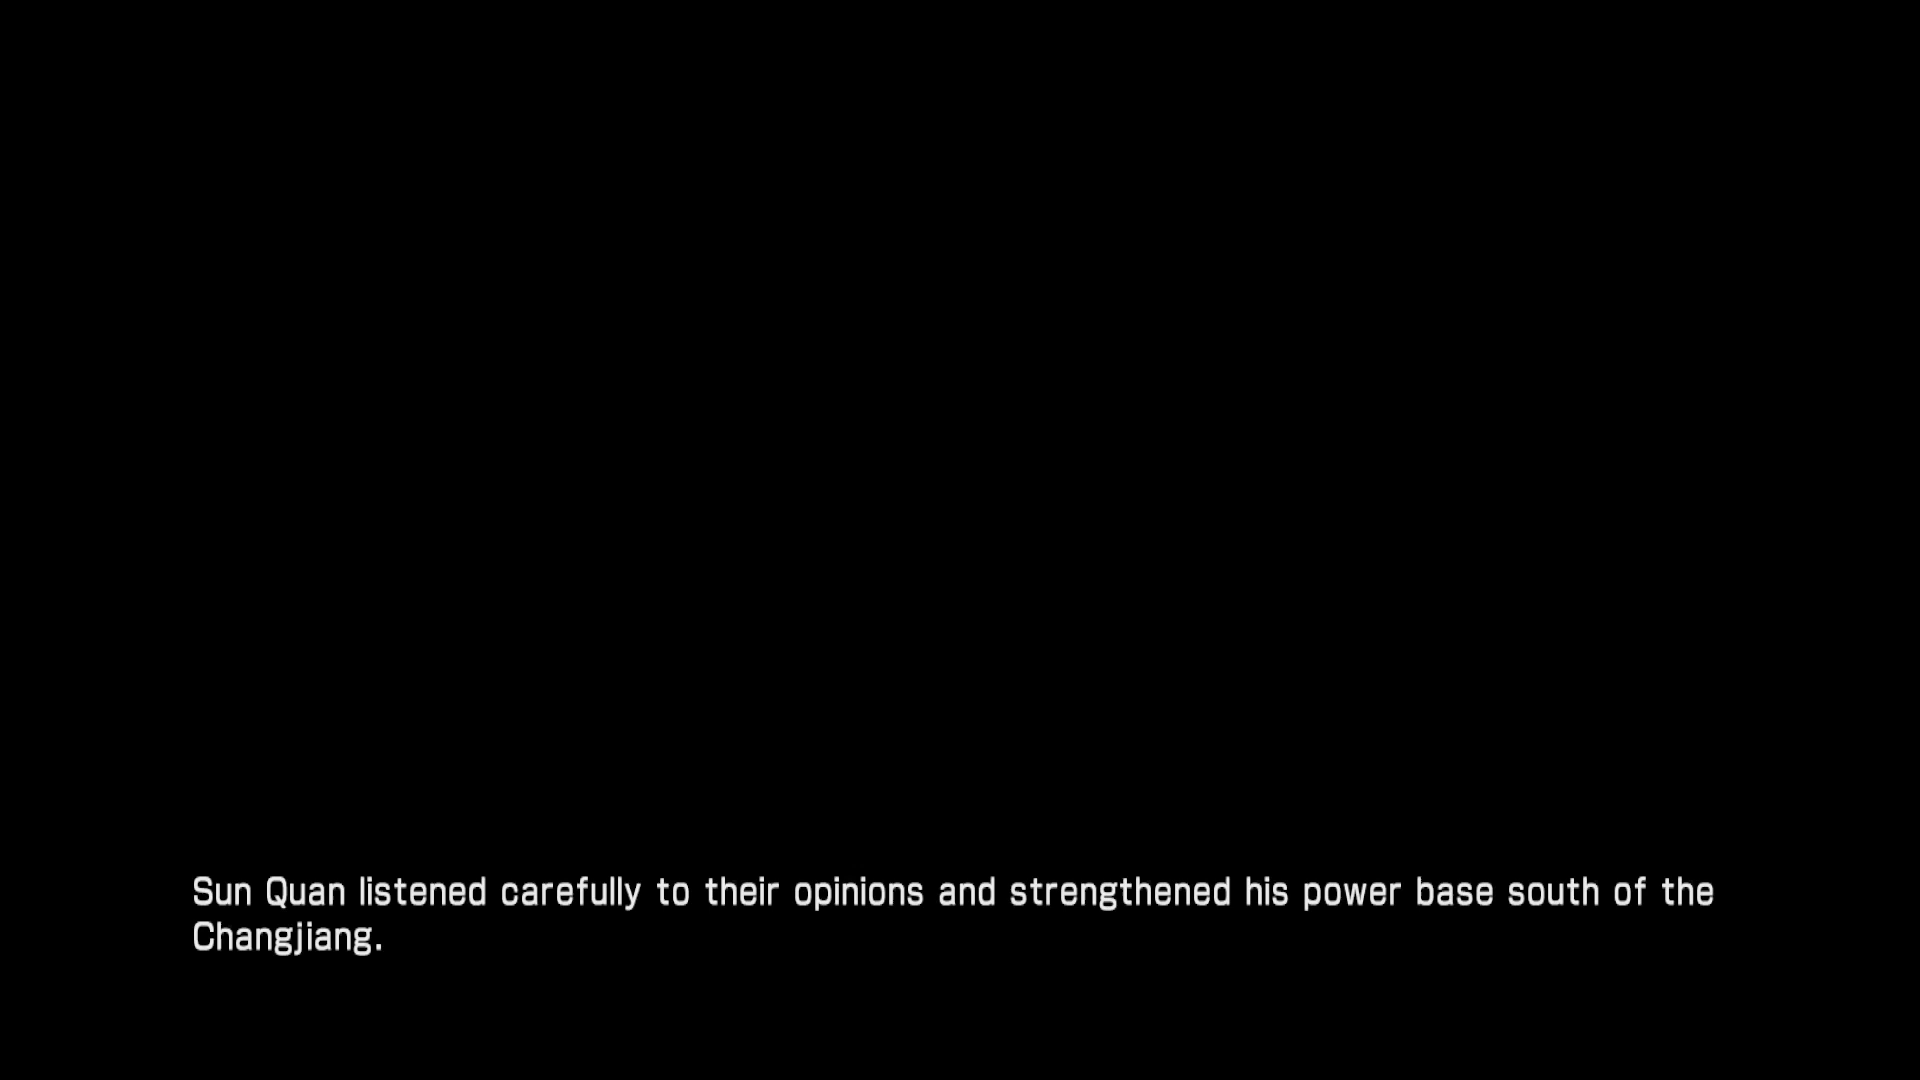 Sun Quan listened carefully to their opinions and strengthened his power base south of the
Changjiang.